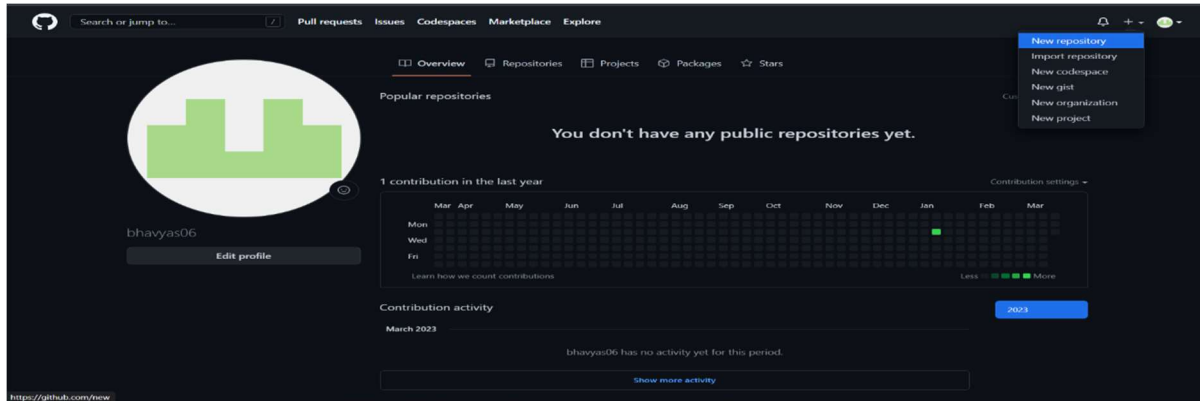 Search or jump to... / Pull requests Issues Codespaces Marketplace Explore
New repository
Import repository
New codespace
New gist
New organization
New project
Overview Repositories Projects Packages Stars
Popular repositories
You don't have any public repositories yet.
1 contribution in the last year Contribution settings
Mar Apr May Jun Jul Aug Sep Oct Nov Dec Jan Feb Mar
Mon
Wed
Fri
Learn how we count contributions Less More
bhavyas06
Edit profile
Contribution activity 2023
March 2023
bhavyas06 has no activity yet for this period.
Show more activity
https://github.com/new